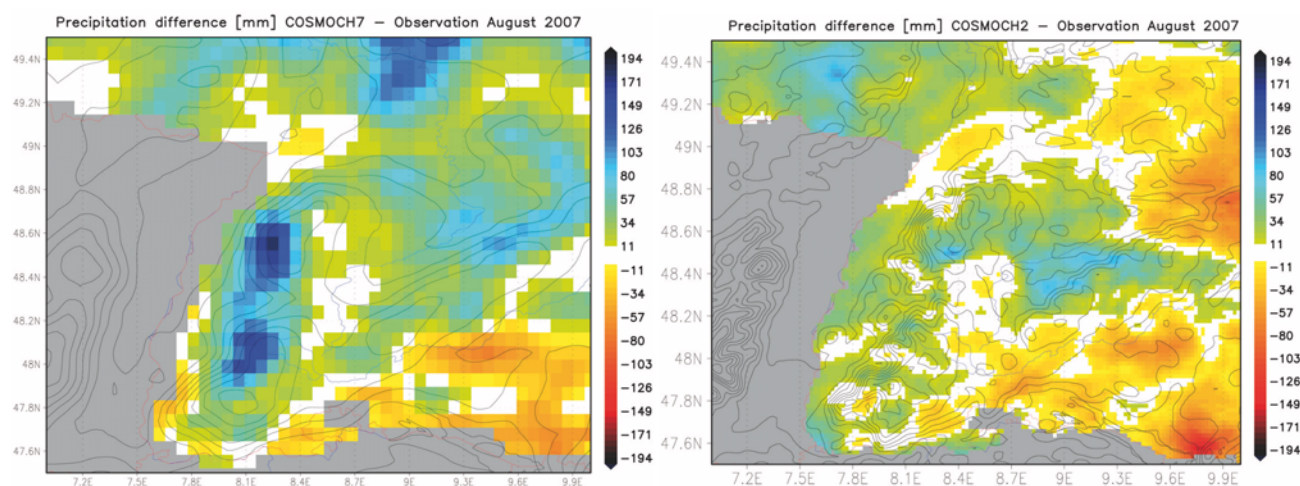 Precipitation difference [mm] COSMOCH7 – Observation August 2007
49.4N
49.2N
49N
48.8N
48.6N
48.4N
48.2N
48N
47.8N
47.6N
7.2E 7.5E 7.8E 8.1E 8.4E 8.7E 9E 9.3E 9.6E 9.9E
194
171
149
126
103
80
57
34
11
−11
−34
−57
−80
−103
−126
−149
−171
−194
Precipitation difference [mm] COSMOCH2 – Observation August 2007
49.4N
49.2N
49N
48.8N
48.6N
48.4N
48.2N
48N
47.8N
47.6N
7.2E 7.5E 7.8E 8.1E 8.4E 8.7E 9E 9.3E 9.6E 9.9E
194
171
149
126
103
80
57
34
11
−11
−34
−57
−80
−103
−126
−149
−171
−194